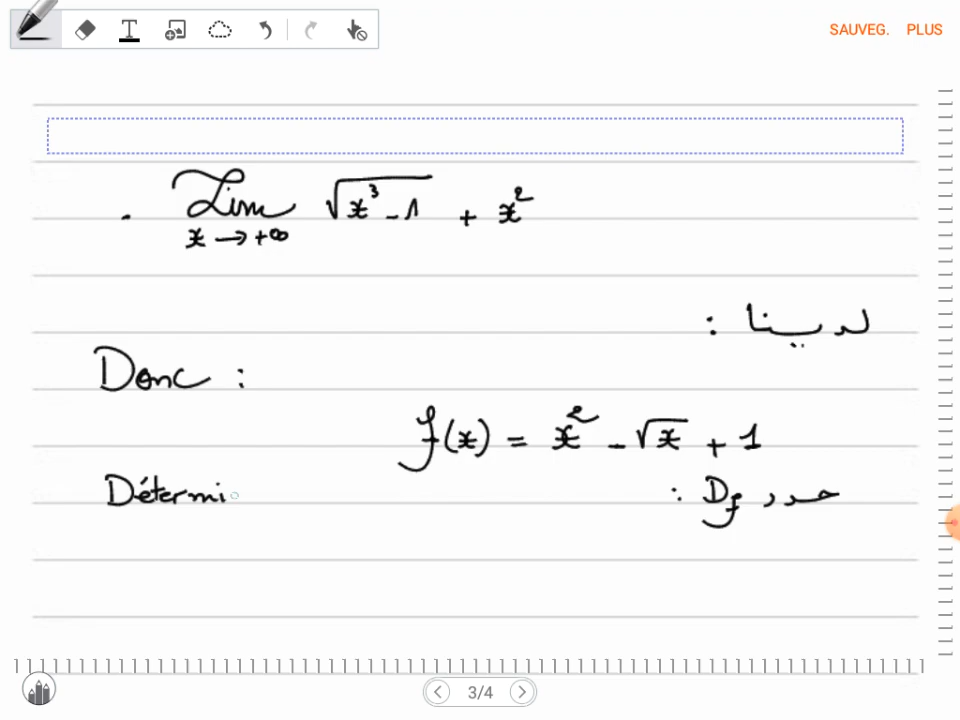 SAUVEG. PLUS
Lim √(x³ - 1) + x²
x → +∞
لدينا :
Donc :
f(x) = x² - √x + 1
Détermi
حدد Df :
3/4